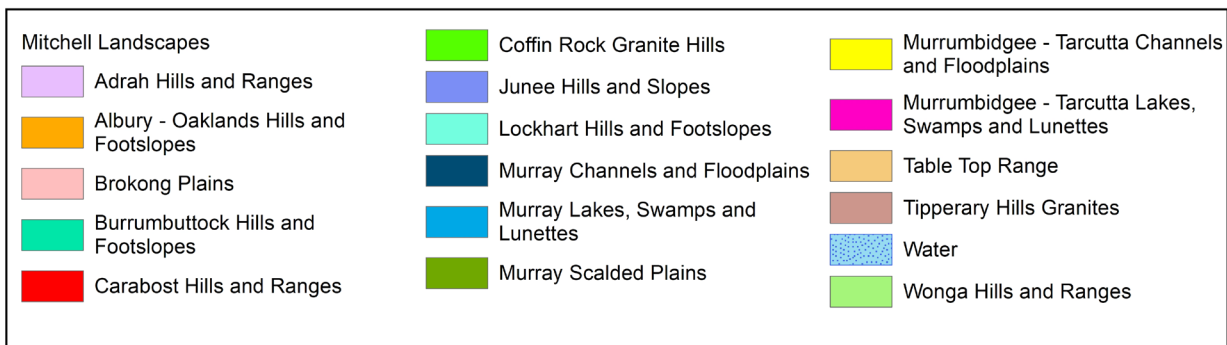 Mitchell Landscapes
Adrah Hills and Ranges
Albury - Oaklands Hills and
Footslopes
Brokong Plains
Burrumbuttock Hills and
Footslopes
Carabost Hills and Ranges
Coffin Rock Granite Hills
Junee Hills and Slopes
Lockhart Hills and Footslopes
Murray Channels and Floodplains
Murray Lakes, Swamps and
Lunettes
Murray Scalded Plains
Murrumbidgee - Tarcutta Channels
and Floodplains
Murrumbidgee - Tarcutta Lakes,
Swamps and Lunettes
Table Top Range
Tipperary Hills Granites
Water
Wonga Hills and Ranges